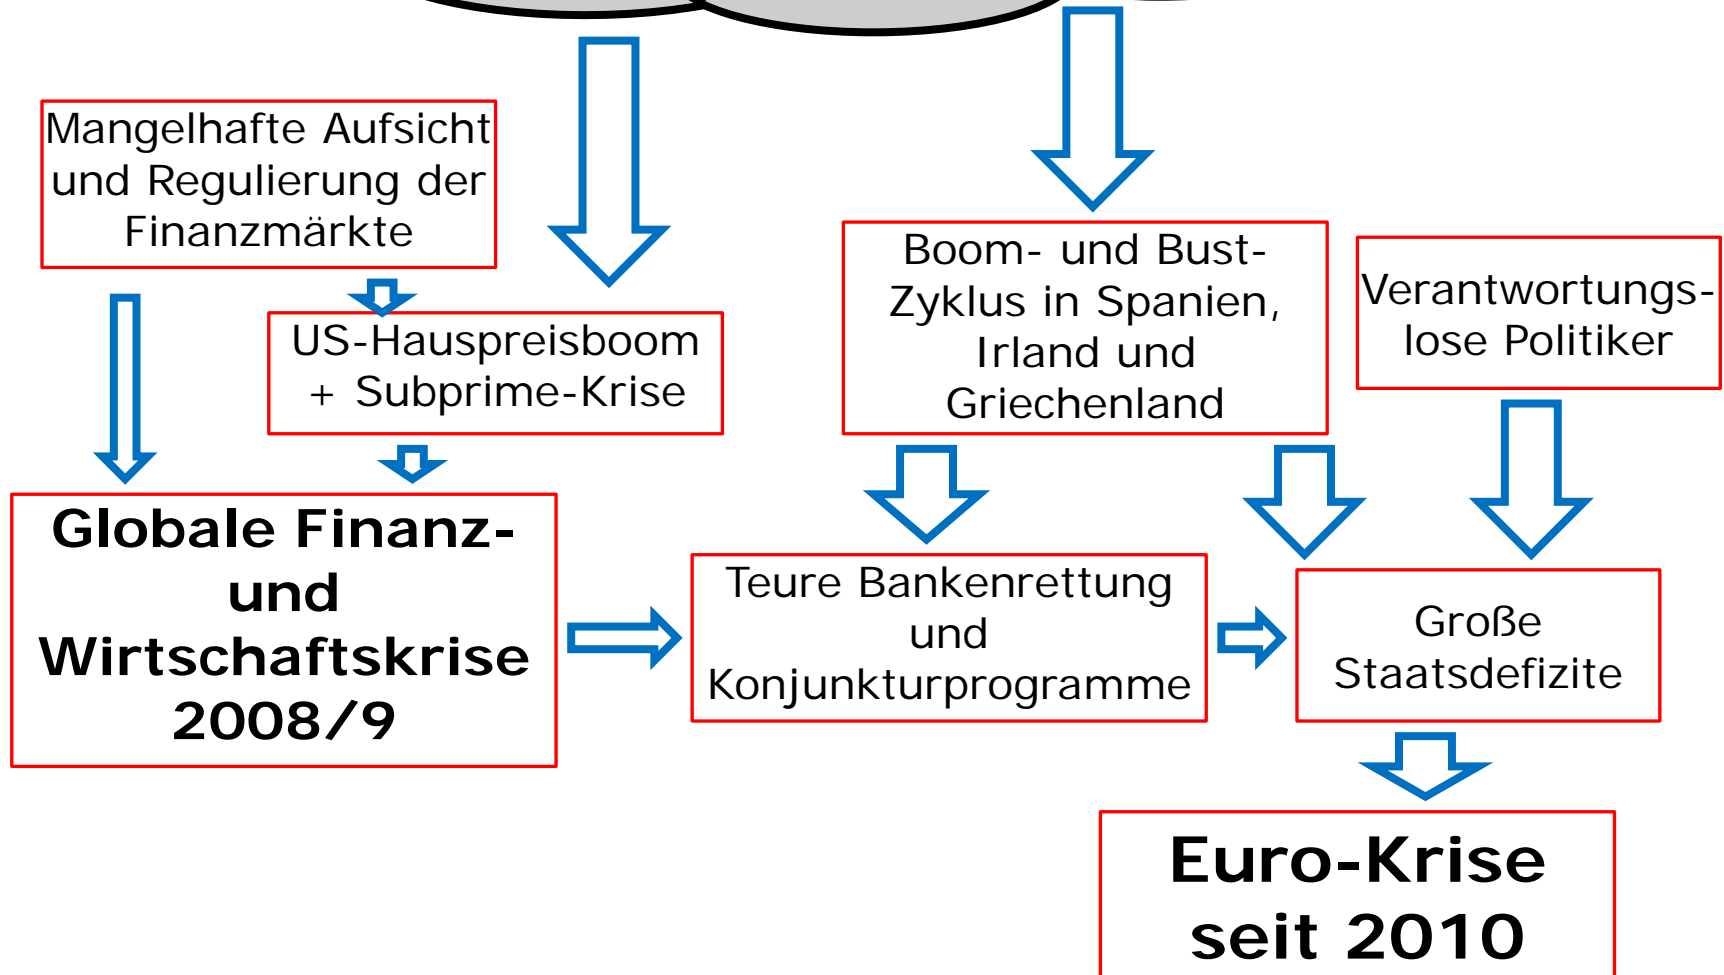 Mangelhafte Aufsicht
und Regulierung der
Finanzmärkte
US-Hauspreisboom
+ Subprime-Krise
Boom- und Bust-
Zyklus in Spanien,
Irland und
Griechenland
Verantwortungs-
lose Politiker
Globale Finanz-
und
Wirtschaftskrise
2008/9
Teure Bankenrettung
und
Konjunkturprogramme
Große
Staatsdefizite
Euro-Krise
seit 2010